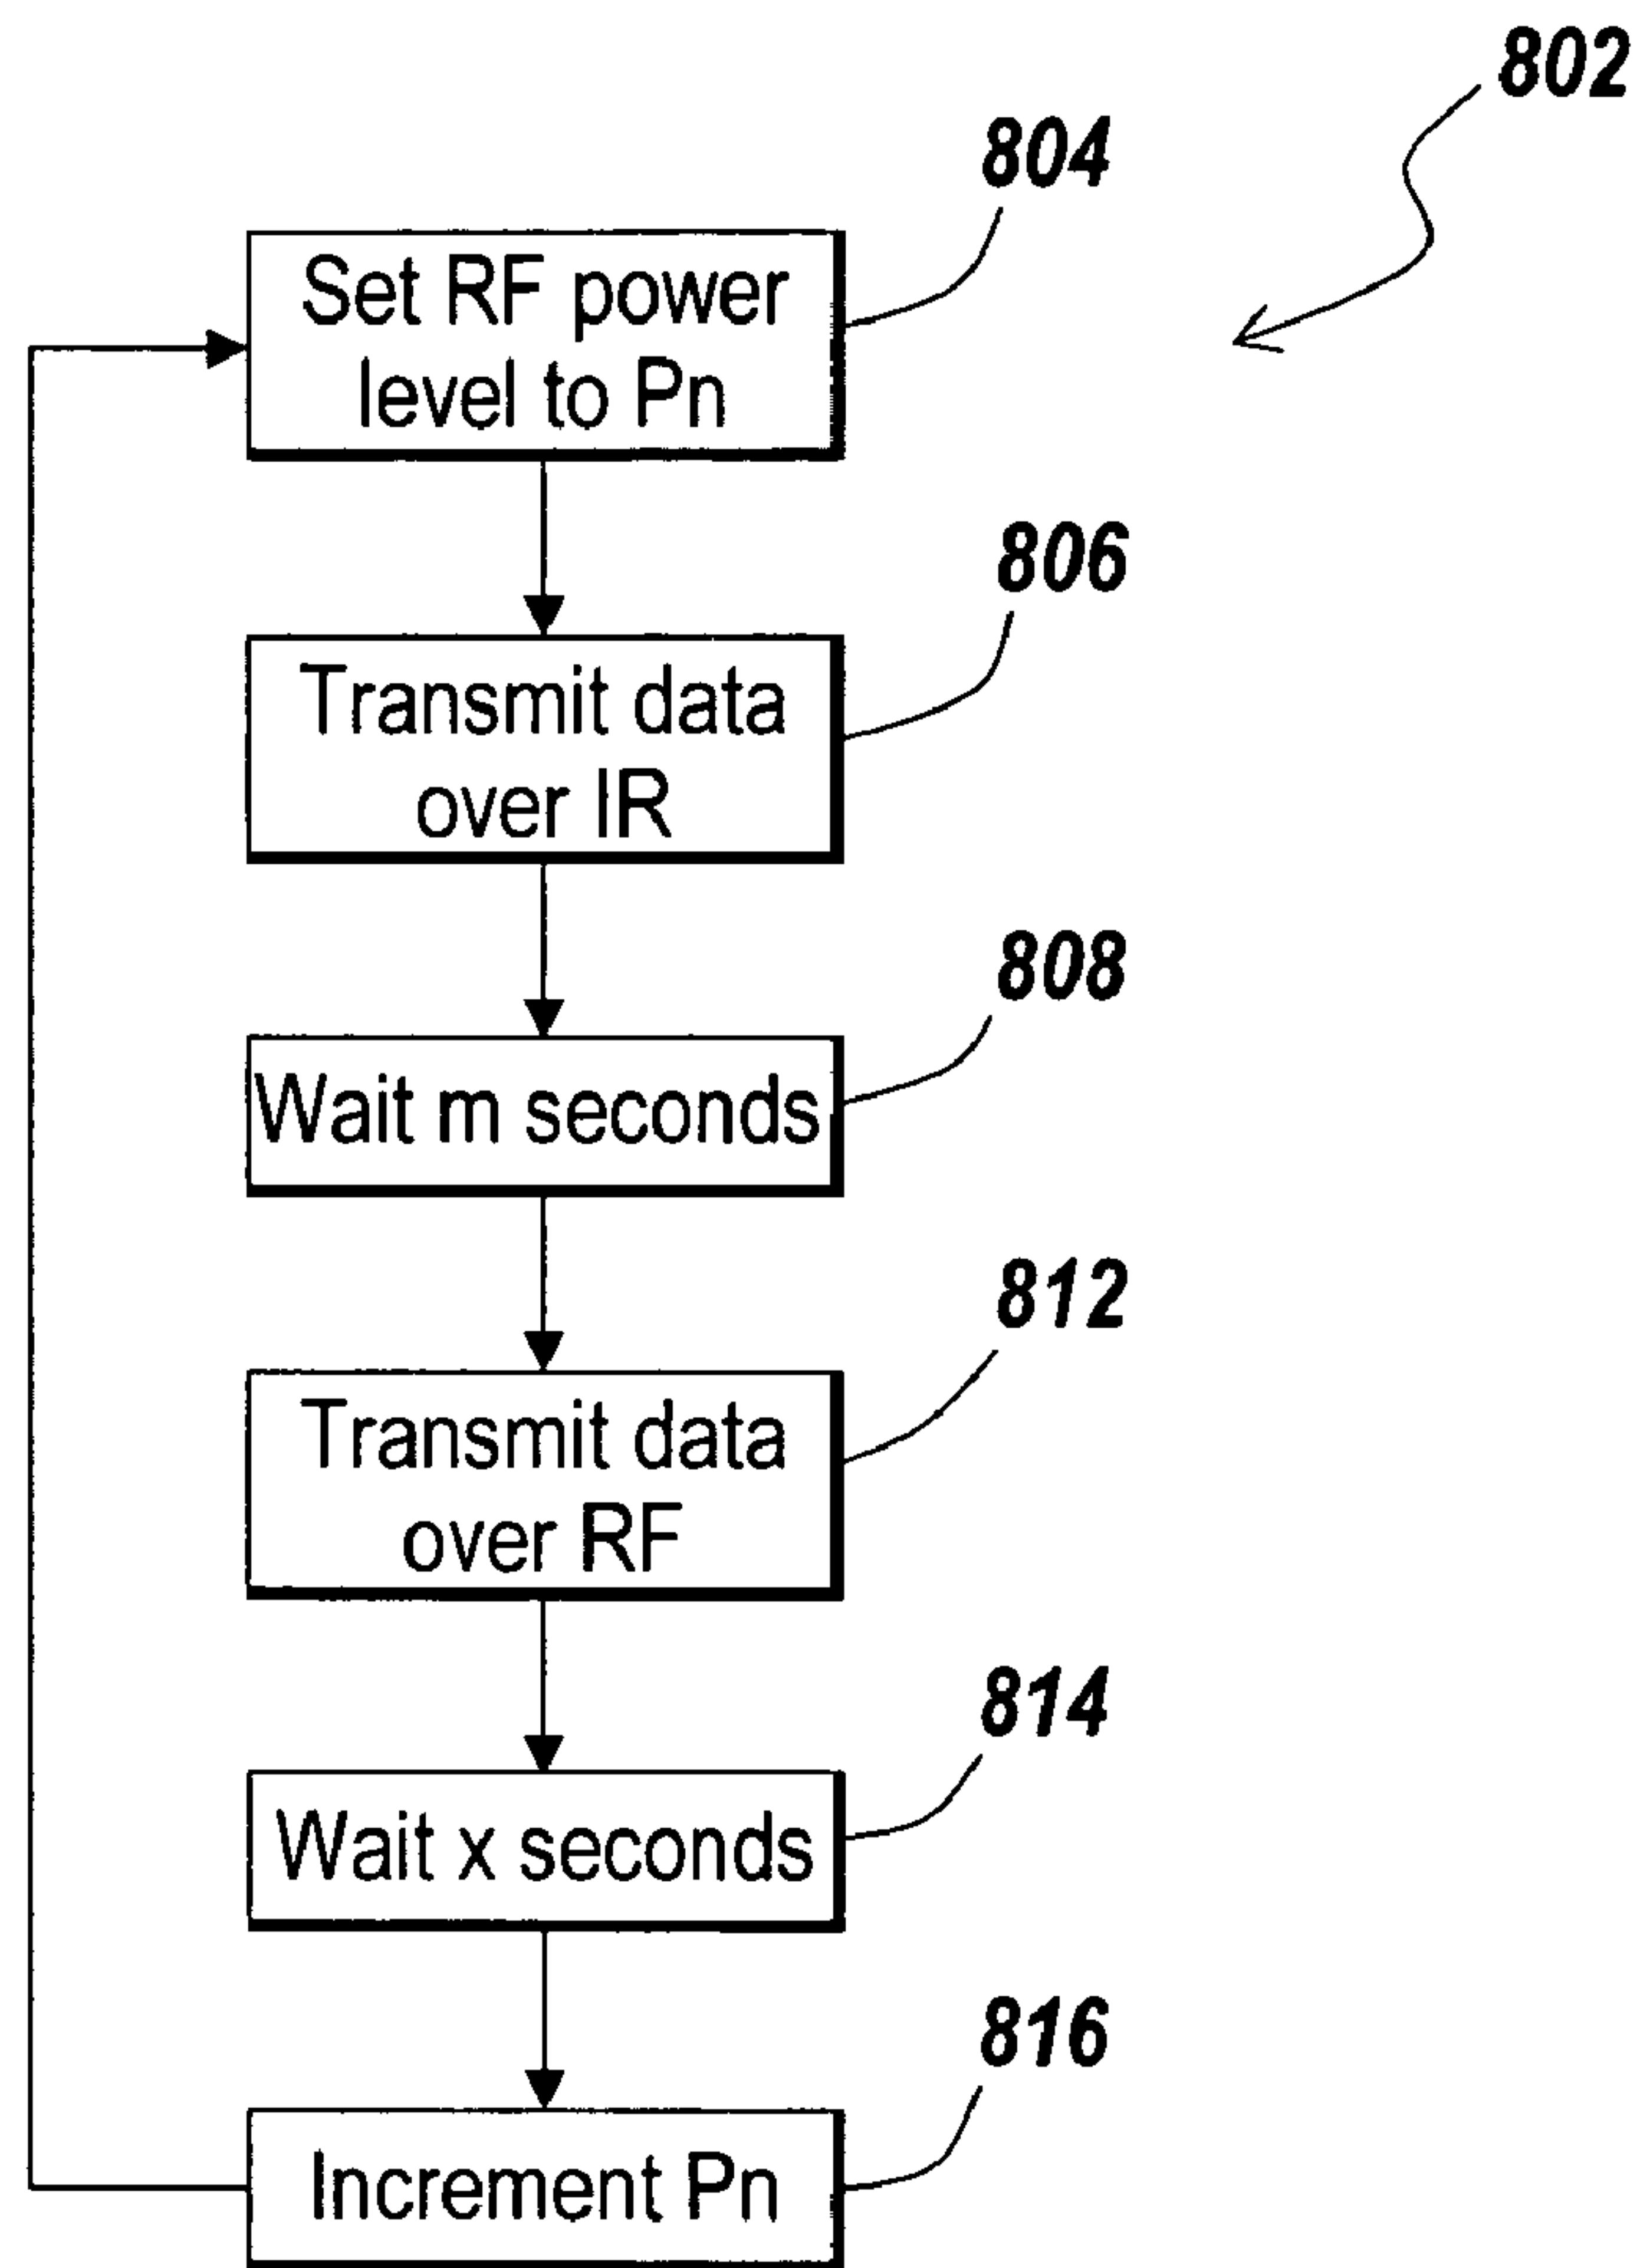 802
804
Set RF power
level to Pn
806
Transmit data
over IR
808
Wait m seconds
812
Transmit data
over RF
814
Wait x seconds
816
Increment Pn